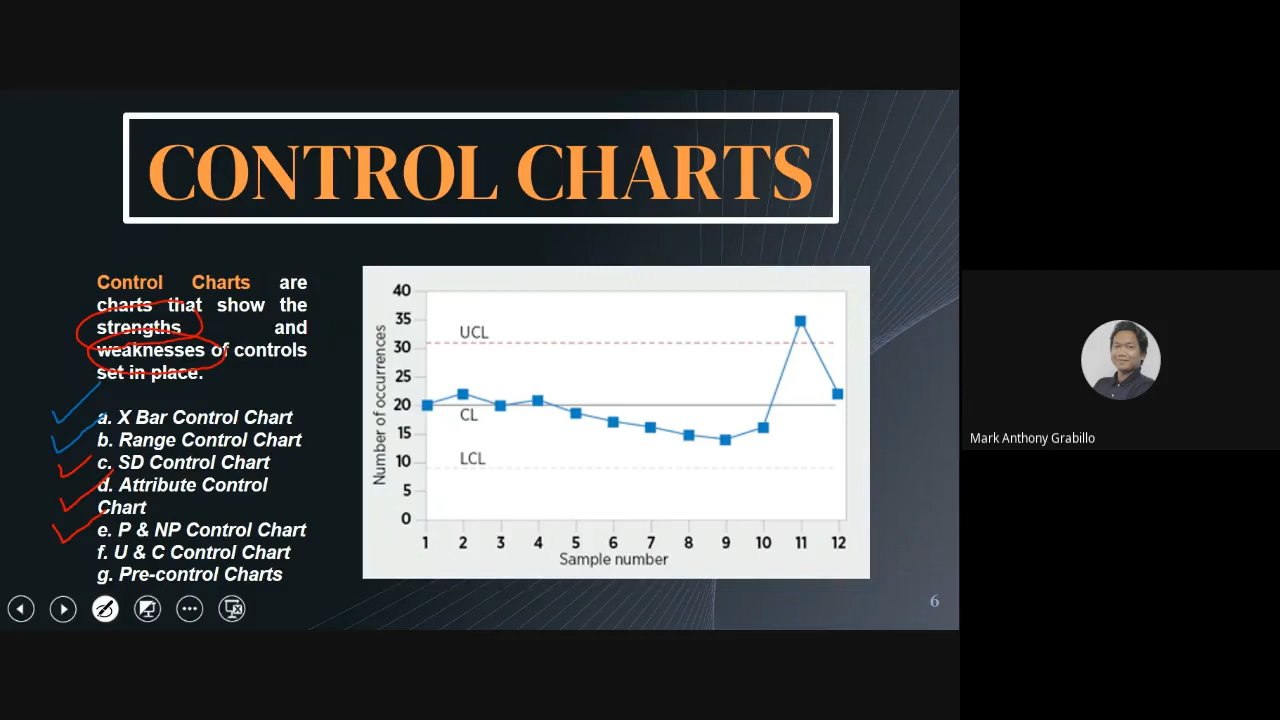 CONTROL CHARTS
Control Charts are
charts that show the
strengths and
weaknesses of controls
set in place.
a. X Bar Control Chart
b. Range Control Chart
c. SD Control Chart
d. Attribute Control
Chart
e. P & NP Control Chart
f. U & C Control Chart
g. Pre-control Charts
Number of occurrences
40
35
30
25
20
15
10
5
0
UCL
CL
LCL
1 2 3 4 5 6 7 8 9 10 11 12
Sample number
6
Mark Anthony Grabillo